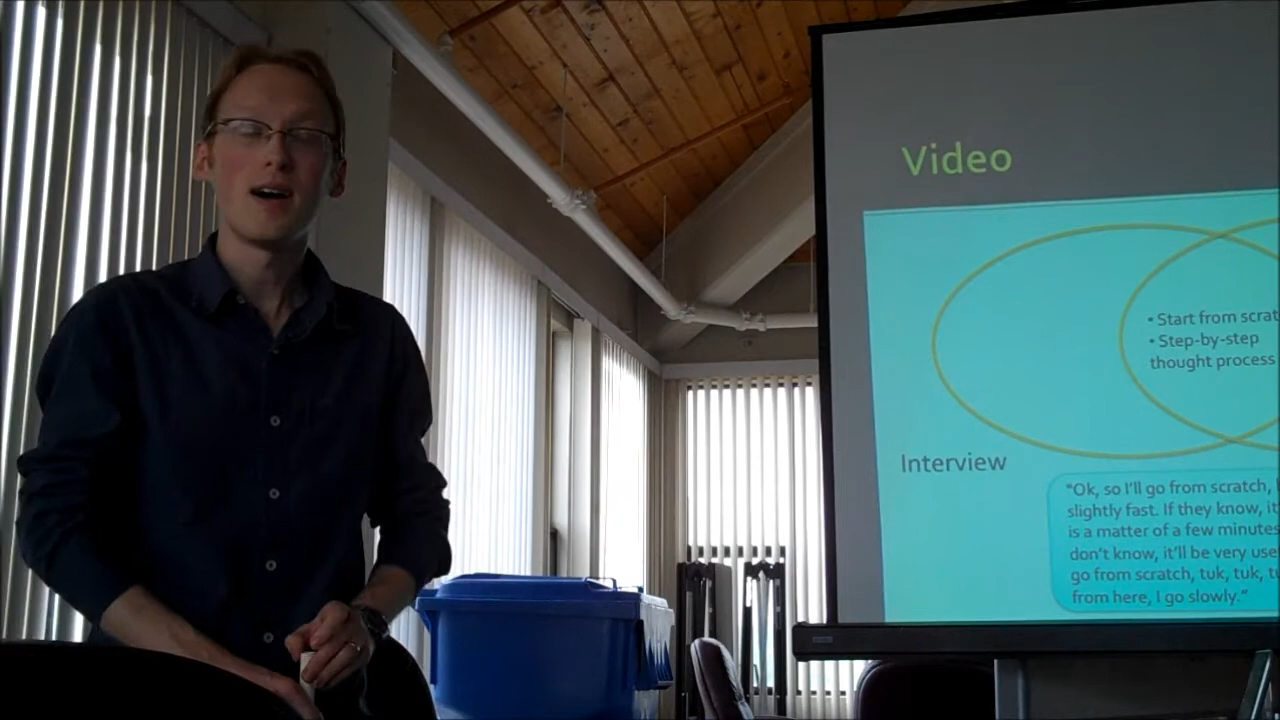 Video
• Start from scrat
• Step-by-step
thought process
Interview
"Ok, so I'll go from scratch,
slightly fast. If they know, it
is a matter of a few minutes
don't know, it'll be very use
go from scratch, tuk, tuk, tu
from here, I go slowly."